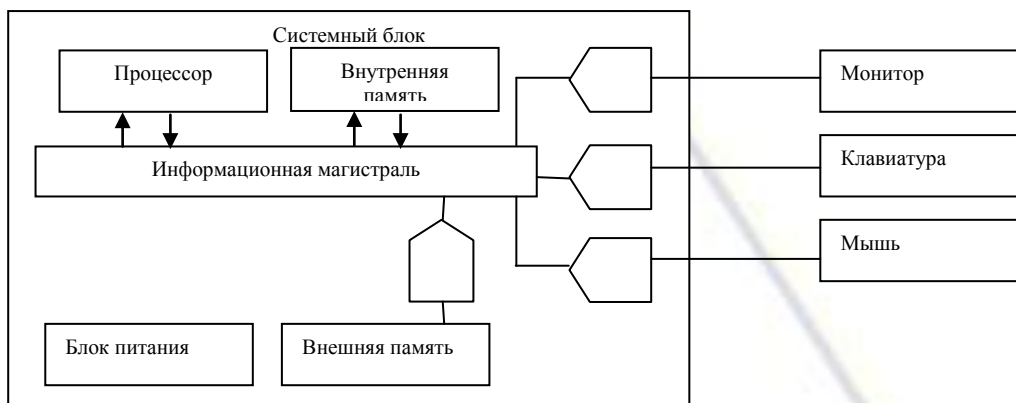 Системный блок
Процессор
Внутренняя
память
Монитор
Информационная магистраль
Клавиатура
Мышь
Блок питания
Внешняя память